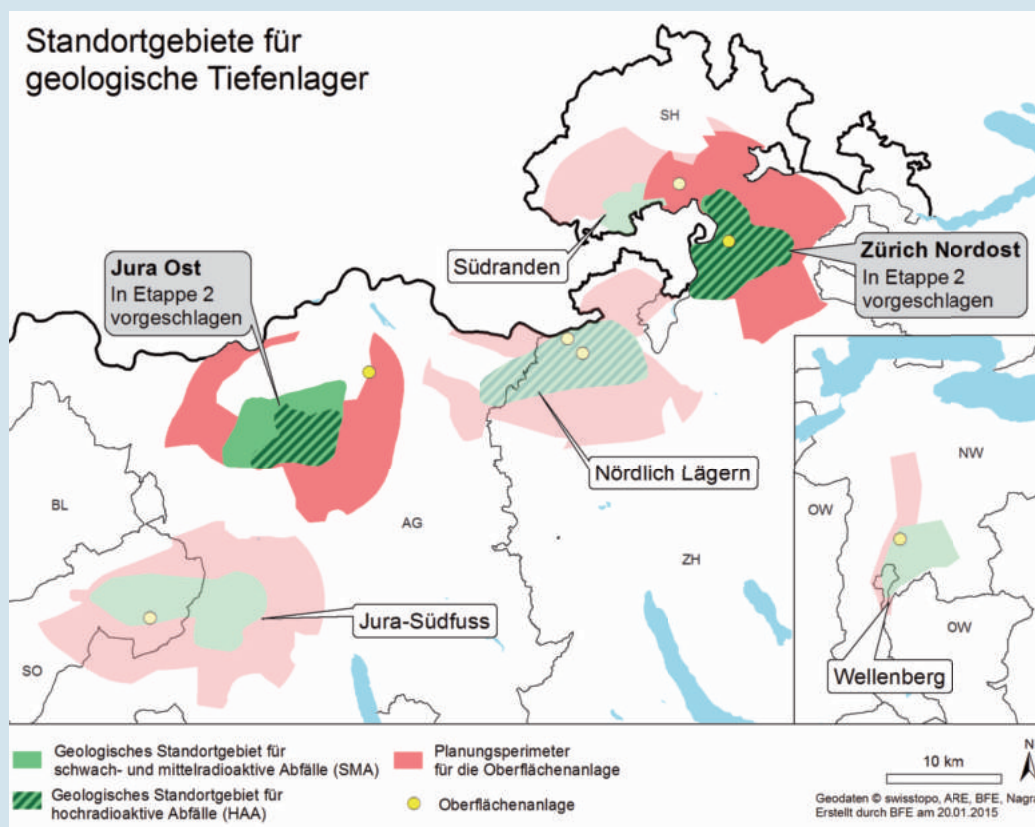 Standortgebiete für
geologische Tiefenlager
SH
Südranden
Zürich Nordost
In Etappe 2
vorgeschlagen
Jura Ost
In Etappe 2
vorgeschlagen
Nördlich Lägern
BL
AG
ZH
Jura-Südfuss
SO
NW
OW
OW
Wellenberg
Geologisches Standortgebiet für
schwach- und mittelradioaktive Abfälle (SMA)
Geologisches Standortgebiet für
hochradioaktive Abfälle (HAA)
Planungsperimeter
für die Oberflächenanlage
Oberflächenanlage
10 km
N
Geodaten © swisstopo, ARE, BFE, Nagra
Erstellt durch BFE am 20.01.2015